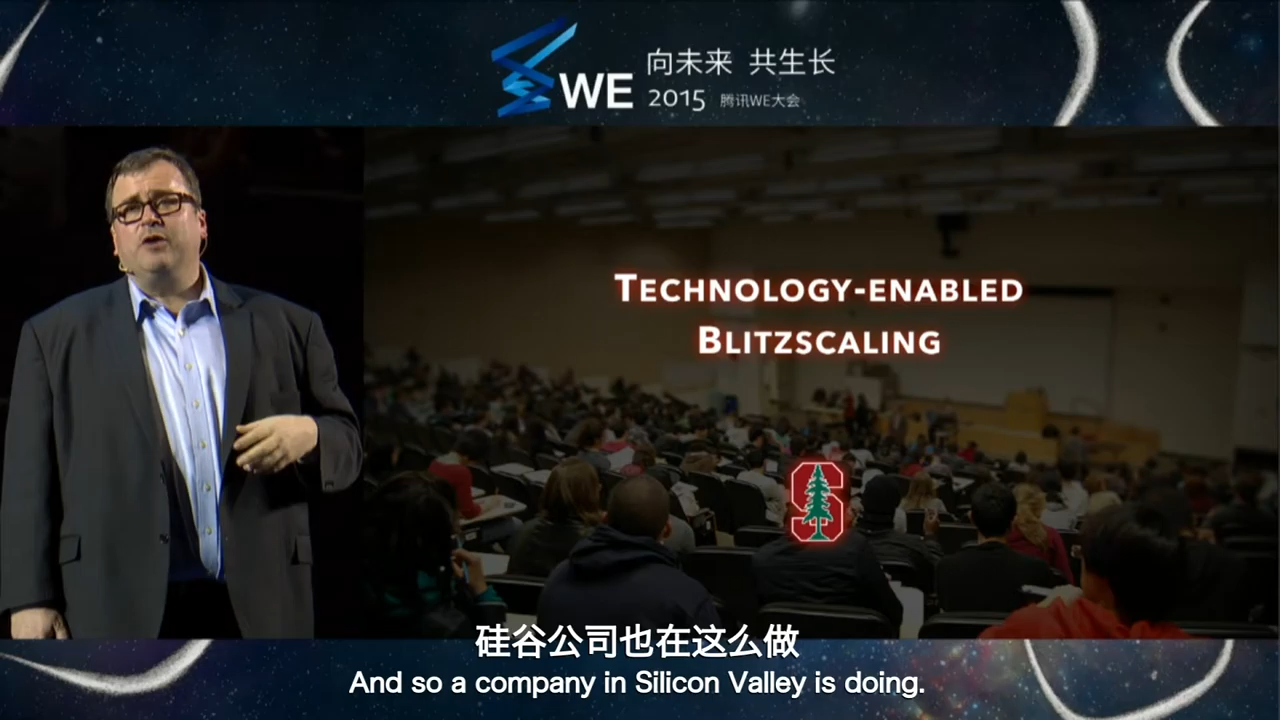 WE
向未来 共生长
2015 腾讯WE大会
TECHNOLOGY-ENABLED
BLITZSCALING
S
硅谷公司也在这么做
And so a company in Silicon Valley is doing.